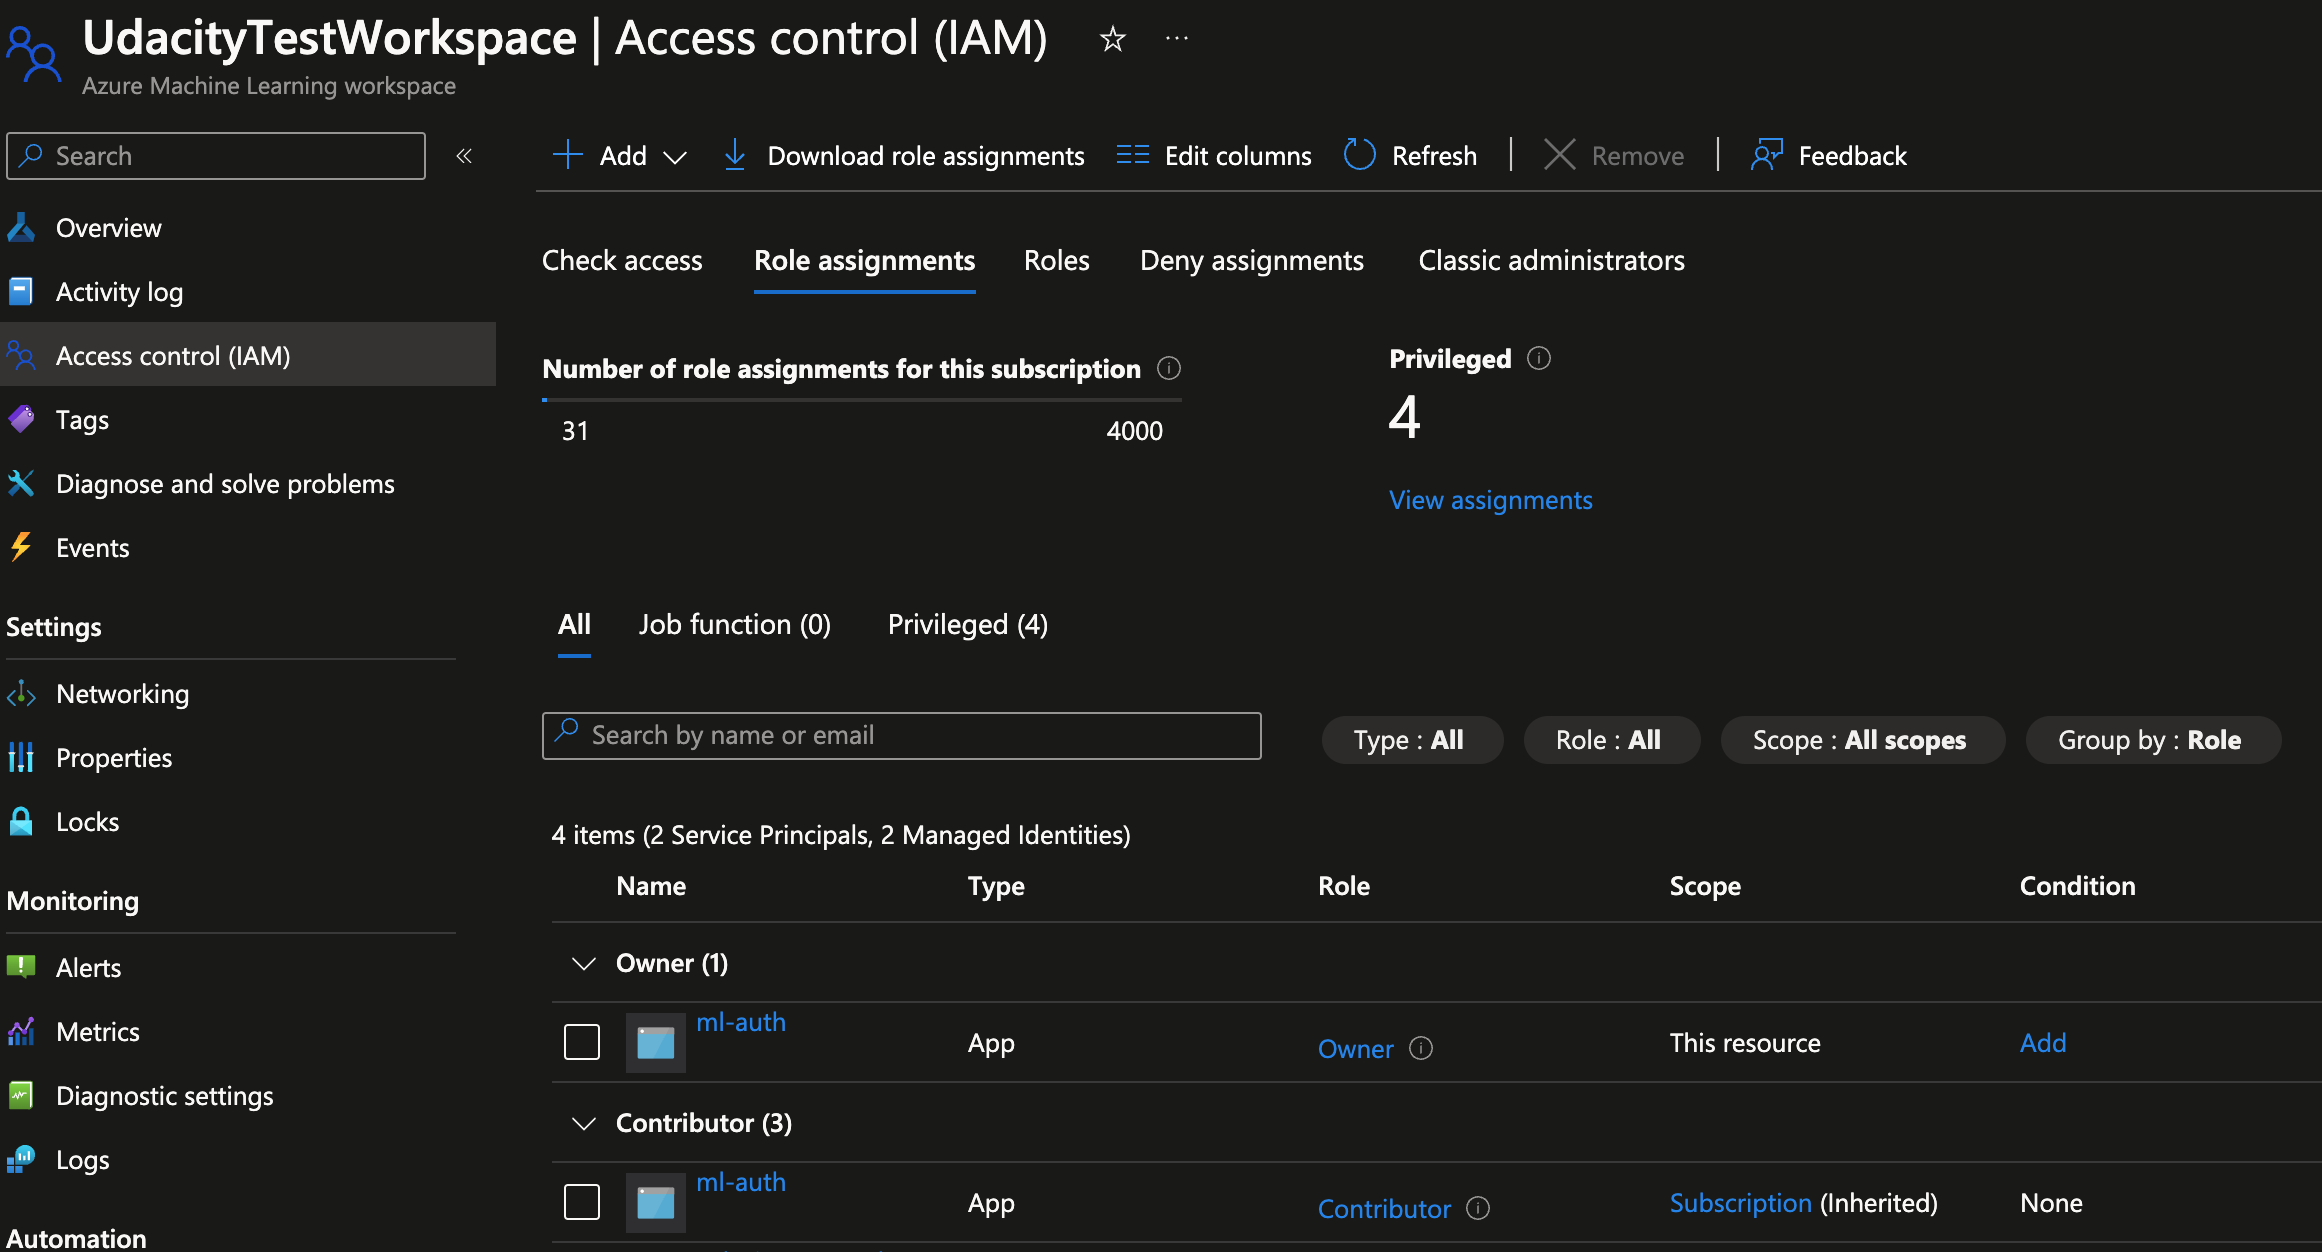 UdacityTestWorkspace | Access control (IAM)
Azure Machine Learning workspace
Search
Overview
Activity log
Access control (IAM)
Tags
Diagnose and solve problems
Events
Settings
Networking
Properties
Locks
Monitoring
Alerts
Metrics
Diagnostic settings
Logs
Automation
Add Download role assignments Edit columns Refresh Remove Feedback
Check access Role assignments Roles Deny assignments Classic administrators
Number of role assignments for this subscription
31 4000
Privileged
4
View assignments
All Job function (0) Privileged (4)
Search by name or email
Type : All Role : All Scope : All scopes Group by : Role
4 items (2 Service Principals, 2 Managed Identities)
Name Type Role Scope Condition
Owner (1)
ml-auth App Owner This resource Add
Contributor (3)
ml-auth App Contributor Subscription (Inherited) None